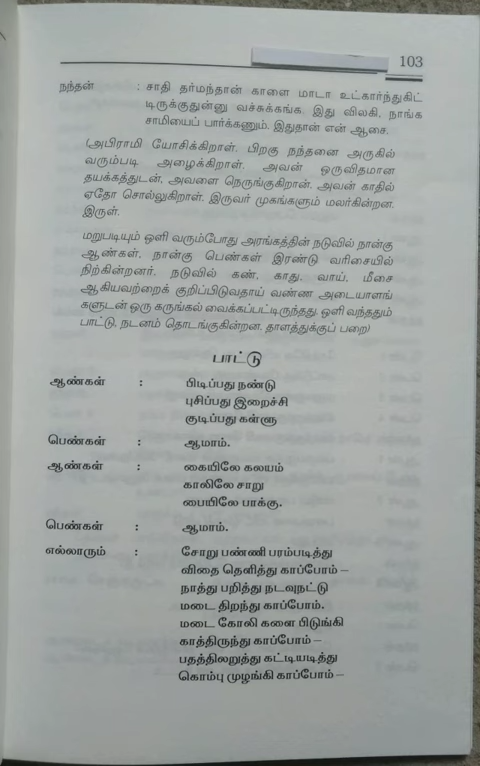 103
நந்தன் : சாதி தர்மந்தான் காளை மாடா உட்கார்ந்துகிட்
டிருக்குதுன்னு வச்சுக்கங்க. இது விலகி, நாங்க
சாமியைப் பார்க்கணும். இதுதான் என் ஆசை.
(அபிராமி யோசிக்கிறாள். பிறகு நந்தனை அருகில்
வரும்படி அழைக்கிறாள். அவன் ஒருவிதமான
தயக்கத்துடன், அவளை நெருங்குகிறான். அவன் காதில்
ஏதோ சொல்லுகிறாள். இருவர் முகங்களும் மலர்கின்றன.
இருள்.
மறுபடியும் ஒளி வரும்போது அரங்கத்தின் நடுவில் நான்கு
ஆண்கள், நான்கு பெண்கள் இரண்டு வரிசையில்
நிற்கின்றனர். நடுவில் கண், காது, வாய், மீசை
ஆகியவற்றைக் குறிப்பிடுவதாய் வண்ண அடையாளங்
களுடன் ஒரு கருங்கல் வைக்கப்பட்டிருந்தது. ஒளி வந்ததும்
பாட்டு, நடனம் தொடங்குகின்றன, தாளத்துக்குப் பறை)
பாட்டு
ஆண்கள் : பிடிப்பது நண்டு
புசிப்பது இறைச்சி
குடிப்பது கள்ளு
பெண்கள் : ஆமாம்.
ஆண்கள் : கையிலே கலயம்
காலிலே சாறு
பையிலே பாக்கு.
பெண்கள் : ஆமாம்.
எல்லாரும் : சோறு பண்ணி பரம்படித்து
விதை தெளித்து காப்போம் –
நாத்து பறித்து நடவுநட்டு
மடை திறந்து காப்போம்.
மடை கோலி களை பிடுங்கி
காத்திருந்து காப்போம் –
பதத்திலறுத்து கட்டியடித்து
கொம்பு முழங்கி காப்போம் –